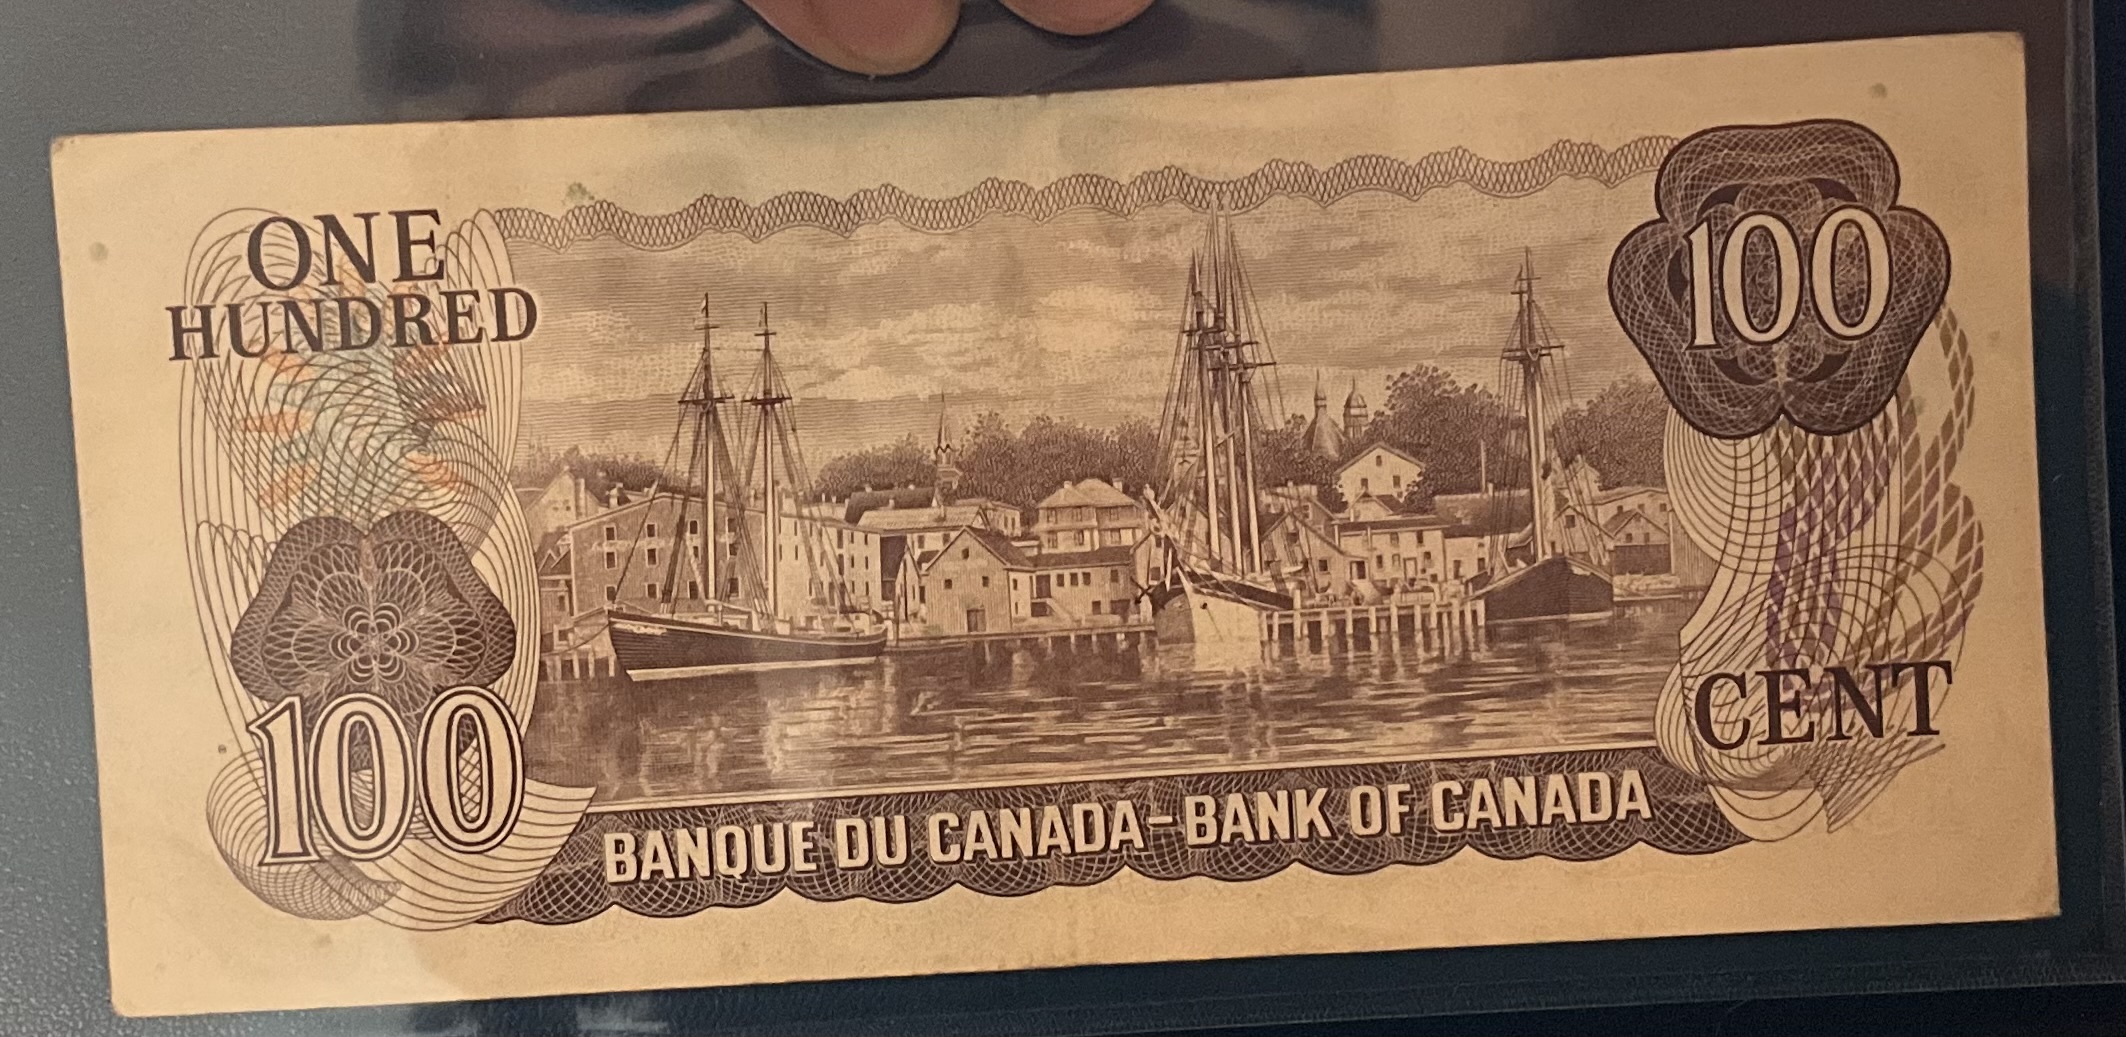 ONE
HUNDRED
100
100
CENT
BANQUE DU CANADA-BANK OF CANADA